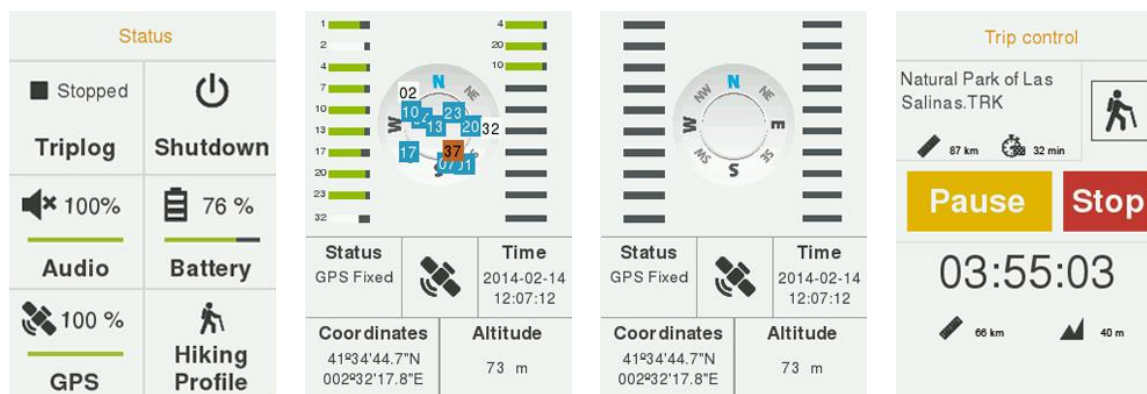 Status
Stopped
Triplog
Shutdown
100%
76 %
Audio
Battery
100 %
GPS
Hiking
Profile
1
2
4
7
10
13
17
20
23
32
4
20
10
N
NE
W
S
02
10
23
13
20
32
17
37
07
01
Status
GPS Fixed
Time
2014-02-14
12:07:12
Coordinates
41º34'44.7"N
002º32'17.8"E
Altitude
73 m
N
NW
NE
W
E
SW
SE
S
Status
GPS Fixed
Time
2014-02-14
12:07:12
Coordinates
41º34'44.7"N
002º32'17.8"E
Altitude
73 m
Trip control
Natural Park of Las
Salinas.TRK
87 km
32 min
Pause
Stop
03:55:03
66 km
40 m